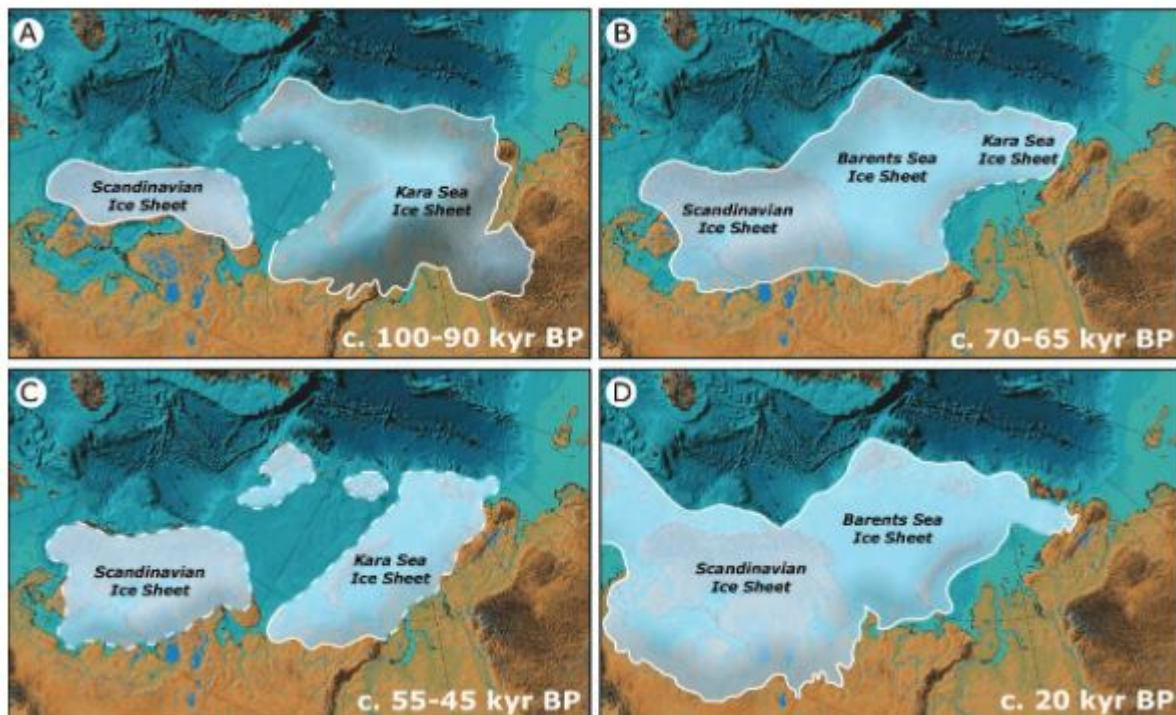 A
Scandinavian
Ice Sheet
Kara Sea
Ice Sheet
c. 100-90 kyr BP
B
Kara Sea
Ice Sheet
Barents Sea
Ice Sheet
Scandinavian
Ice Sheet
c. 70-65 kyr BP
C
Scandinavian
Ice Sheet
Kara Sea
Ice Sheet
c. 55-45 kyr BP
D
Barents Sea
Ice Sheet
Scandinavian
Ice Sheet
c. 20 kyr BP